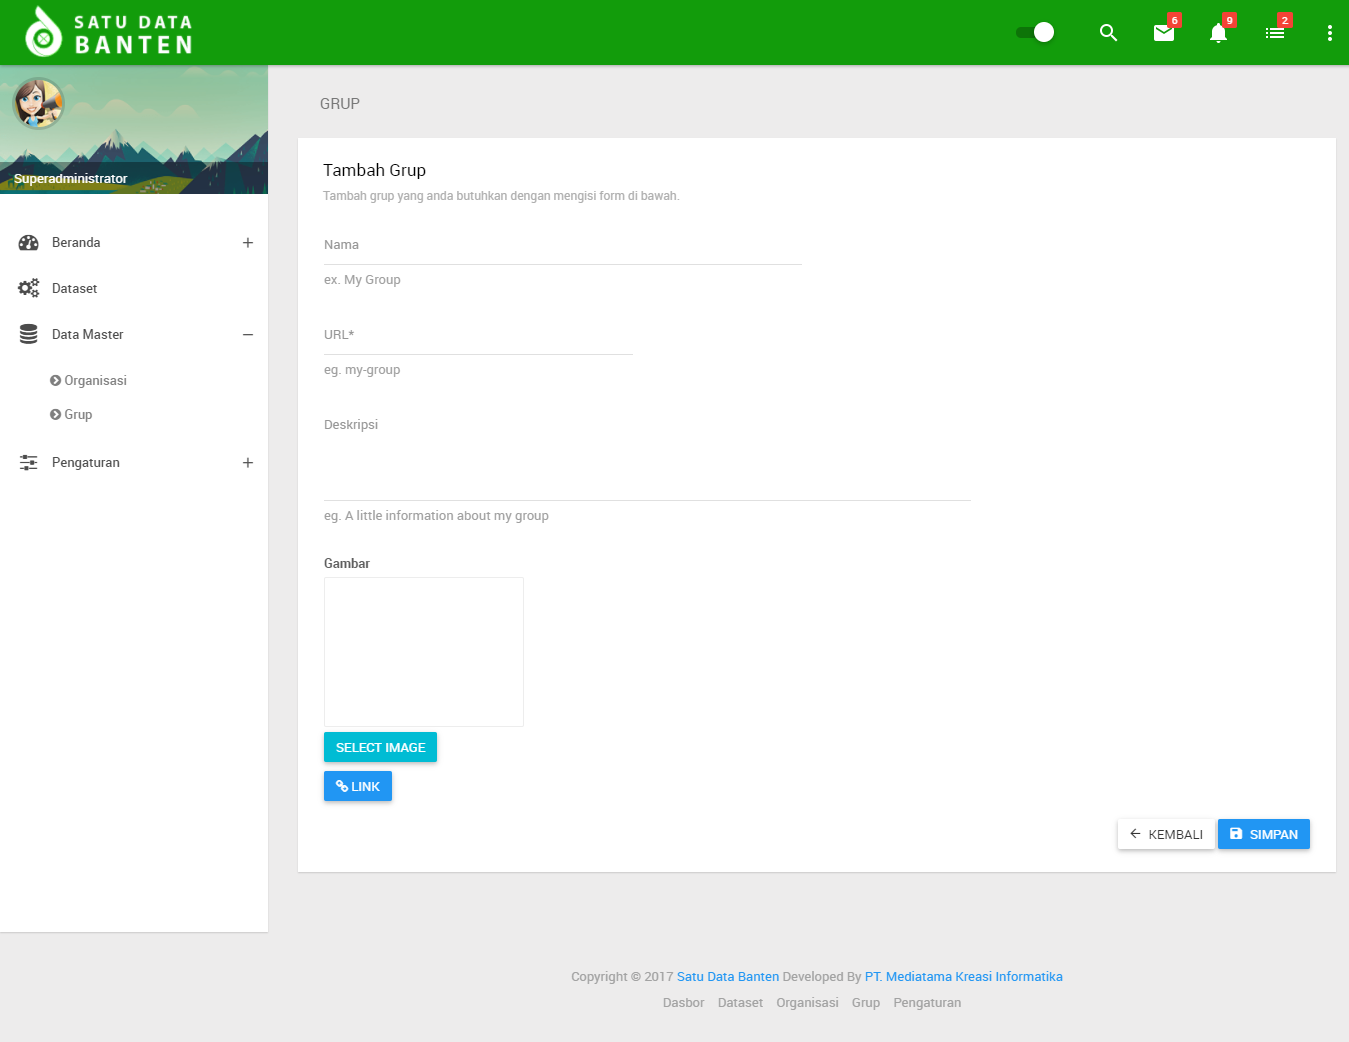 SATU DATA
BANTEN
6
9
2
Superadministrator
Beranda
Dataset
Data Master
Organisasi
Grup
Pengaturan
GRUP
Tambah Grup
Tambah grup yang anda butuhkan dengan mengisi form di bawah.
Nama
ex. My Group
URL*
eg. my-group
Deskripsi
eg. A little information about my group
Gambar
SELECT IMAGE
LINK
KEMBALI SIMPAN
Copyright © 2017 Satu Data Banten Developed By PT. Mediatama Kreasi Informatika
Dasbor Dataset Organisasi Grup Pengaturan